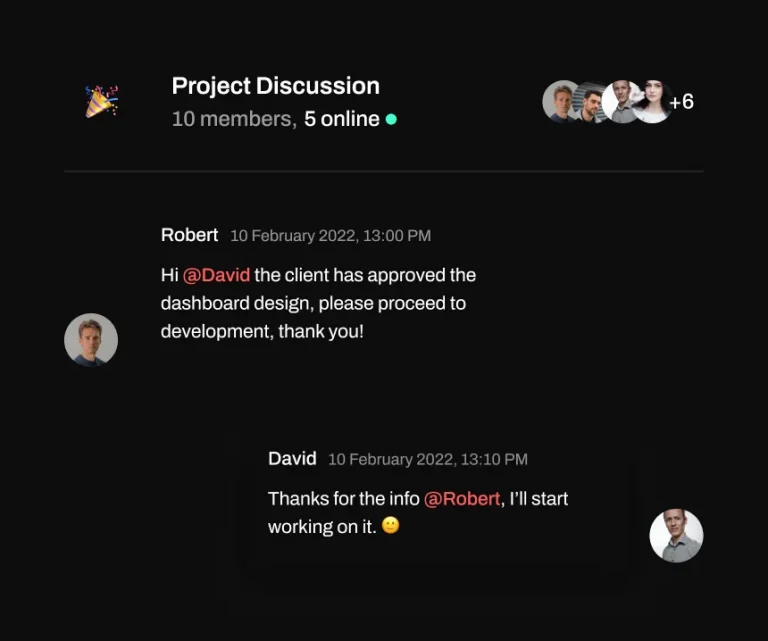 Project Discussion
10 members, 5 online
+6
Robert 10 February 2022, 13:00 PM
Hi @David the client has approved the
dashboard design, please proceed to
development, thank you!
David 10 February 2022, 13:10 PM
Thanks for the info @Robert, I’ll start
working on it. 🙂